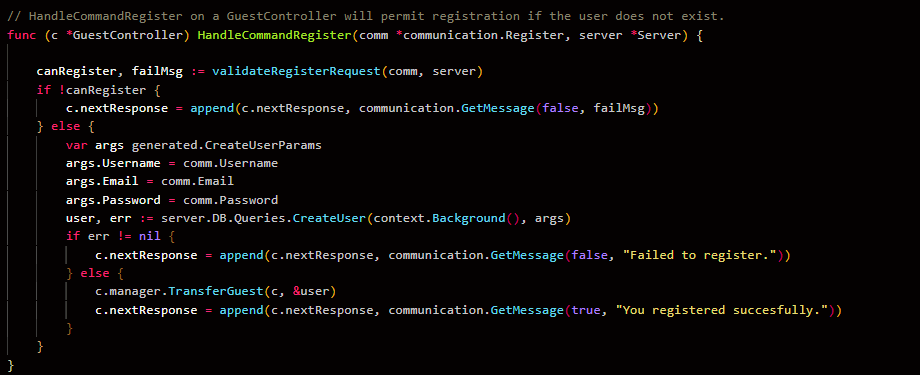 // HandleCommandRegister on a GuestController will permit registration if the user does not exist.
func (c *GuestController) HandleCommandRegister(comm *communication.Register, server *Server) {
canRegister, failMsg := validateRegisterRequest(comm, server)
if !canRegister {
c.nextResponse = append(c.nextResponse, communication.GetMessage(false, failMsg))
} else {
var args generated.CreateUserParams
args.Username = comm.Username
args.Email = comm.Email
args.Password = comm.Password
user, err := server.DB.Queries.CreateUser(context.Background(), args)
if err != nil {
c.nextResponse = append(c.nextResponse, communication.GetMessage(false, "Failed to register."))
} else {
c.manager.TransferGuest(c, &user)
c.nextResponse = append(c.nextResponse, communication.GetMessage(true, "You registered succesfully."))
}
}
}